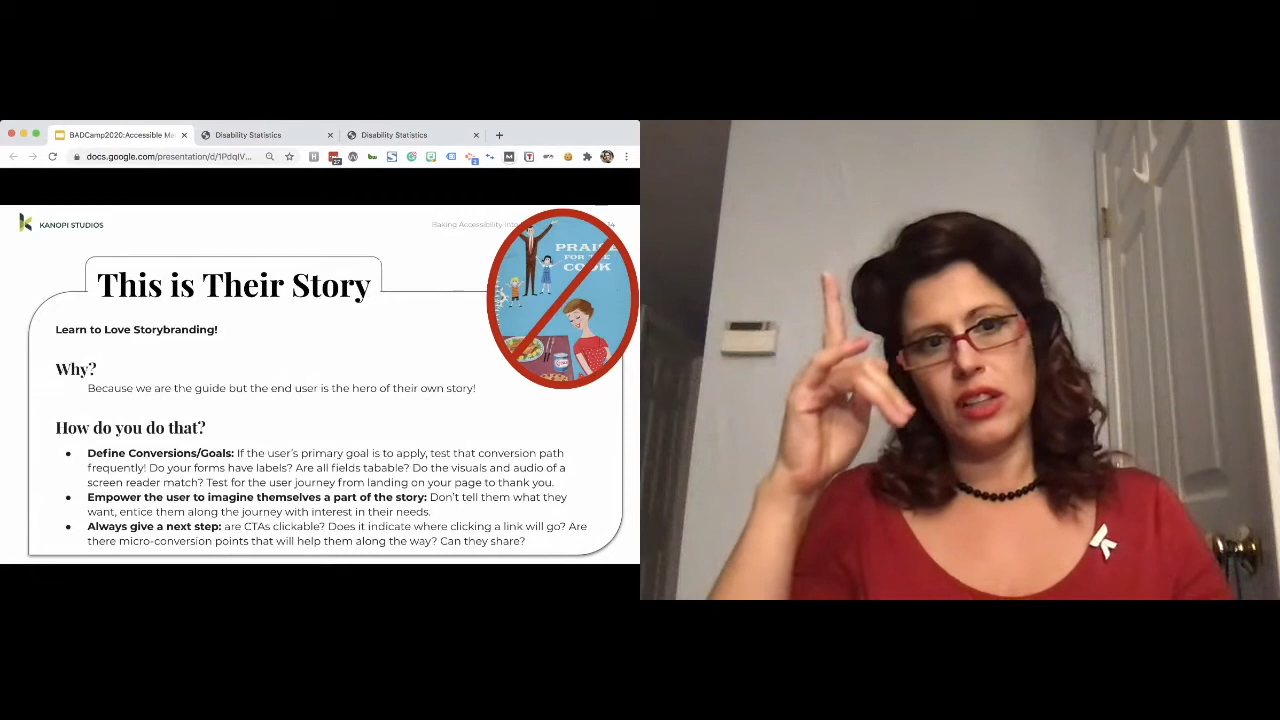 BADCamp2020:Accessible Ma
Disability Statistics
Disability Statistics
docs.google.com/presentation/d/1PdqIV...
KANOPI STUDIOS
Baking Accessibility Into
14
PRAISE
FOR THE
COOK
This is Their Story
Learn to Love Storybranding!
Why?
Because we are the guide but the end user is the hero of their own story!
How do you do that?
● Define Conversions/Goals: If the user's primary goal is to apply, test that conversion path
frequently! Do your forms have labels? Are all fields tabable? Do the visuals and audio of a
screen reader match? Test for the user journey from landing on your page to thank you.
● Empower the user to imagine themselves a part of the story: Don't tell them what they
want, entice them along the journey with interest in their needs.
● Always give a next step: are CTAs clickable? Does it indicate where clicking a link will go? Are
there micro-conversion points that will help them along the way? Can they share?